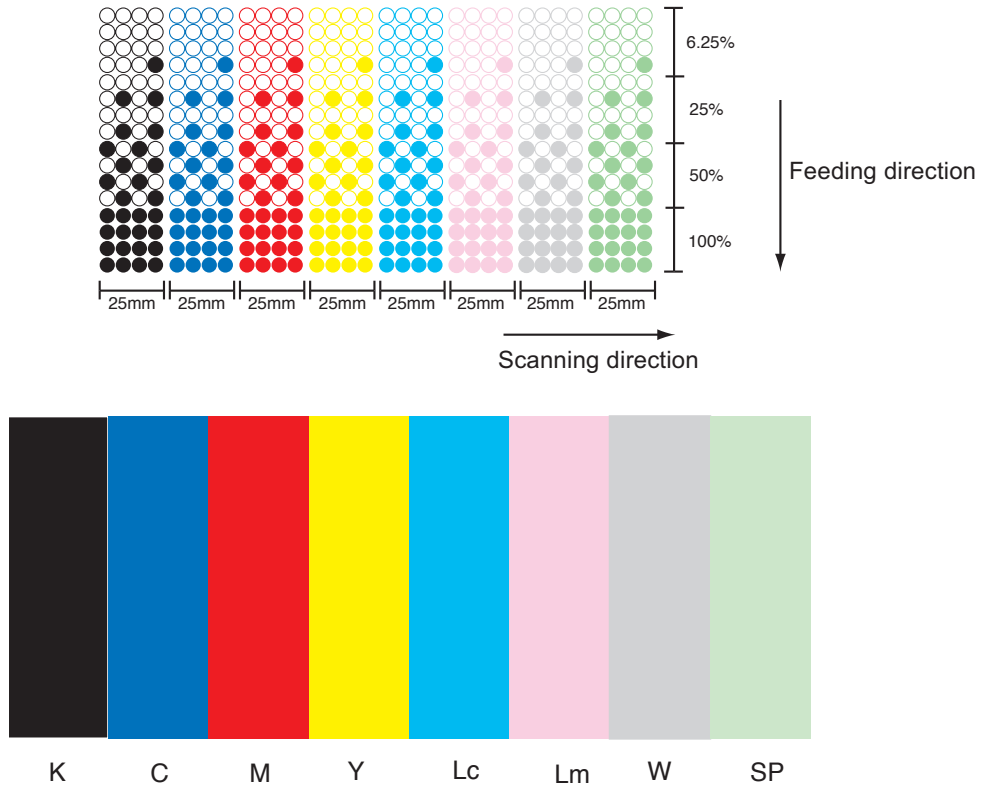 6.25%
25%
50%
100%
Feeding direction
25mm 25mm 25mm 25mm 25mm 25mm 25mm 25mm
Scanning direction
K C M Y Lc Lm W SP